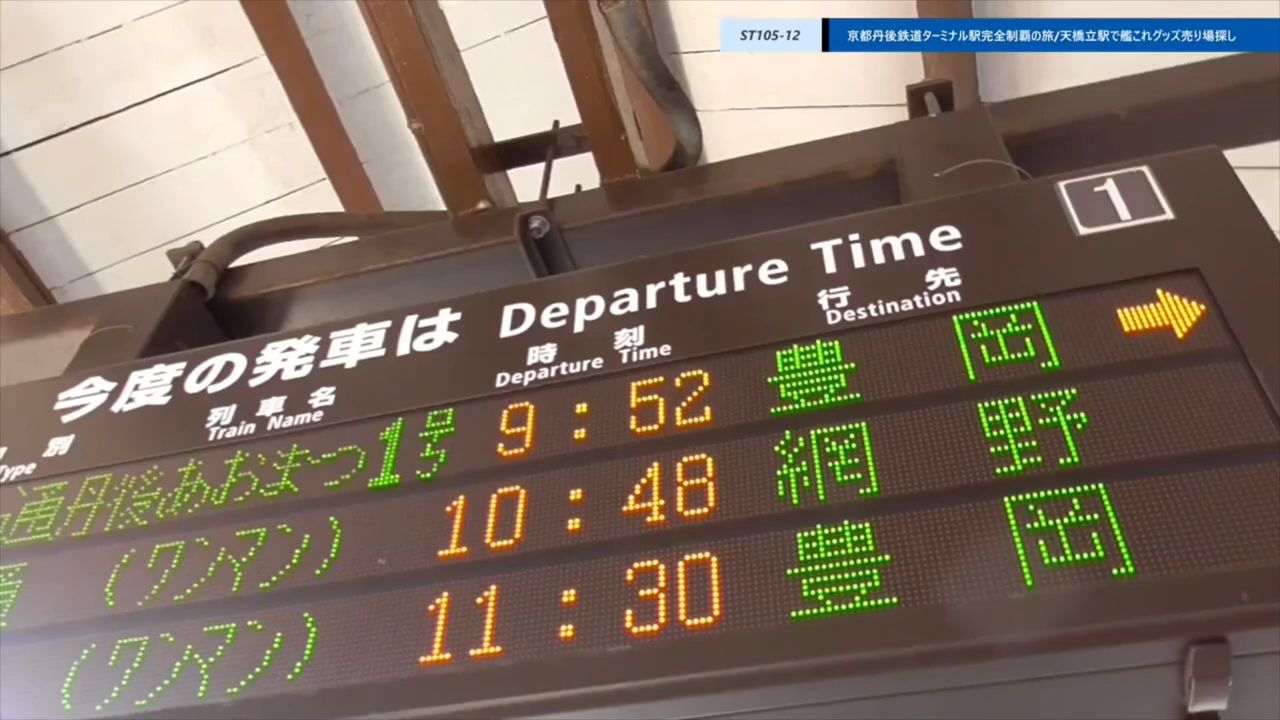 ST105-12
京都丹後鉄道ターミナル駅完全制覇の旅/天橋立駅で艦これグッズ売り場探し
今度の発車は Departure Time 1
別 列車名 時刻 行先
Type Train Name Departure Time Destination
通丹後あおまつ1号 9:52 豊岡
(ワンマン) 10:48 網野
(ワンマン) 11:30 豊岡